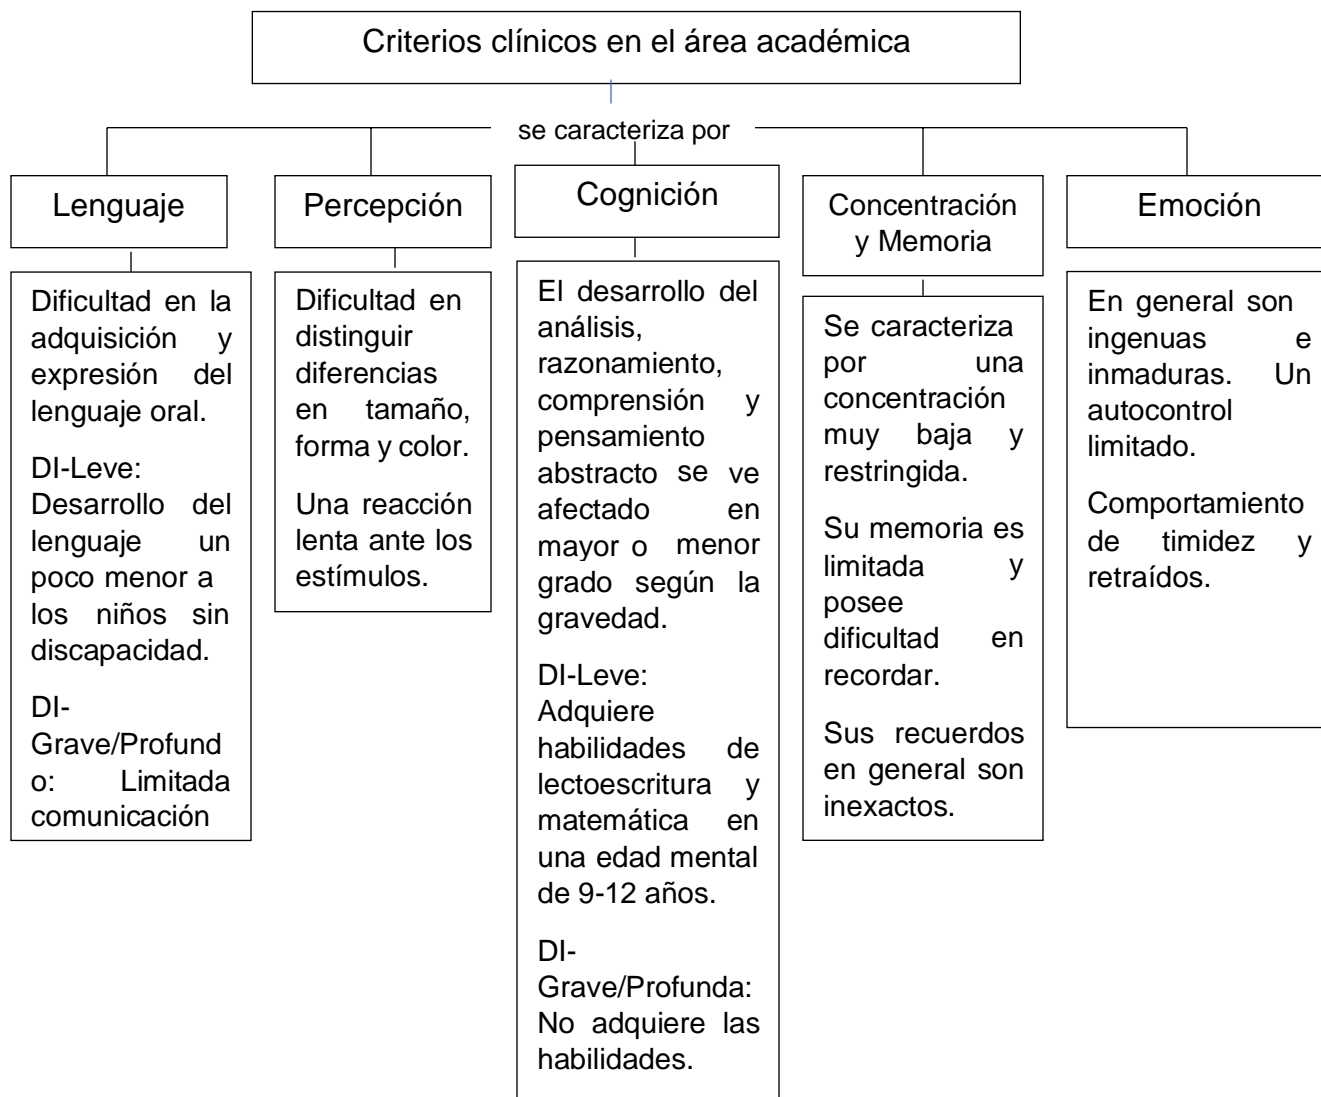 Criterios clínicos en el área académica
se caracteriza por
Lenguaje
Dificultad en la
adquisición y
expresión del
lenguaje oral.
DI-Leve:
Desarrollo del
lenguaje un
poco menor a
los niños sin
discapacidad.
DI-
Grave/Profund
o: Limitada
comunicación
Percepción
Dificultad en
distinguir
diferencias
en tamaño,
forma y color.
Una reacción
lenta ante los
estímulos.
Cognición
El desarrollo del
análisis,
razonamiento,
comprensión y
pensamiento
abstracto se ve
afectado en
mayor o menor
grado según la
gravedad.
DI-Leve:
Adquiere
habilidades de
lectoescritura y
matemática en
una edad mental
de 9-12 años.
DI-
Grave/Profunda:
No adquiere las
habilidades.
Concentración
y Memoria
Se caracteriza
por una
concentración
muy baja y
restringida.
Su memoria es
limitada y
posee
dificultad en
recordar.
Sus recuerdos
en general son
inexactos.
Emoción
En general son
ingenuas e
inmaduras. Un
autocontrol
limitado.
Comportamiento
de timidez y
retraídos.